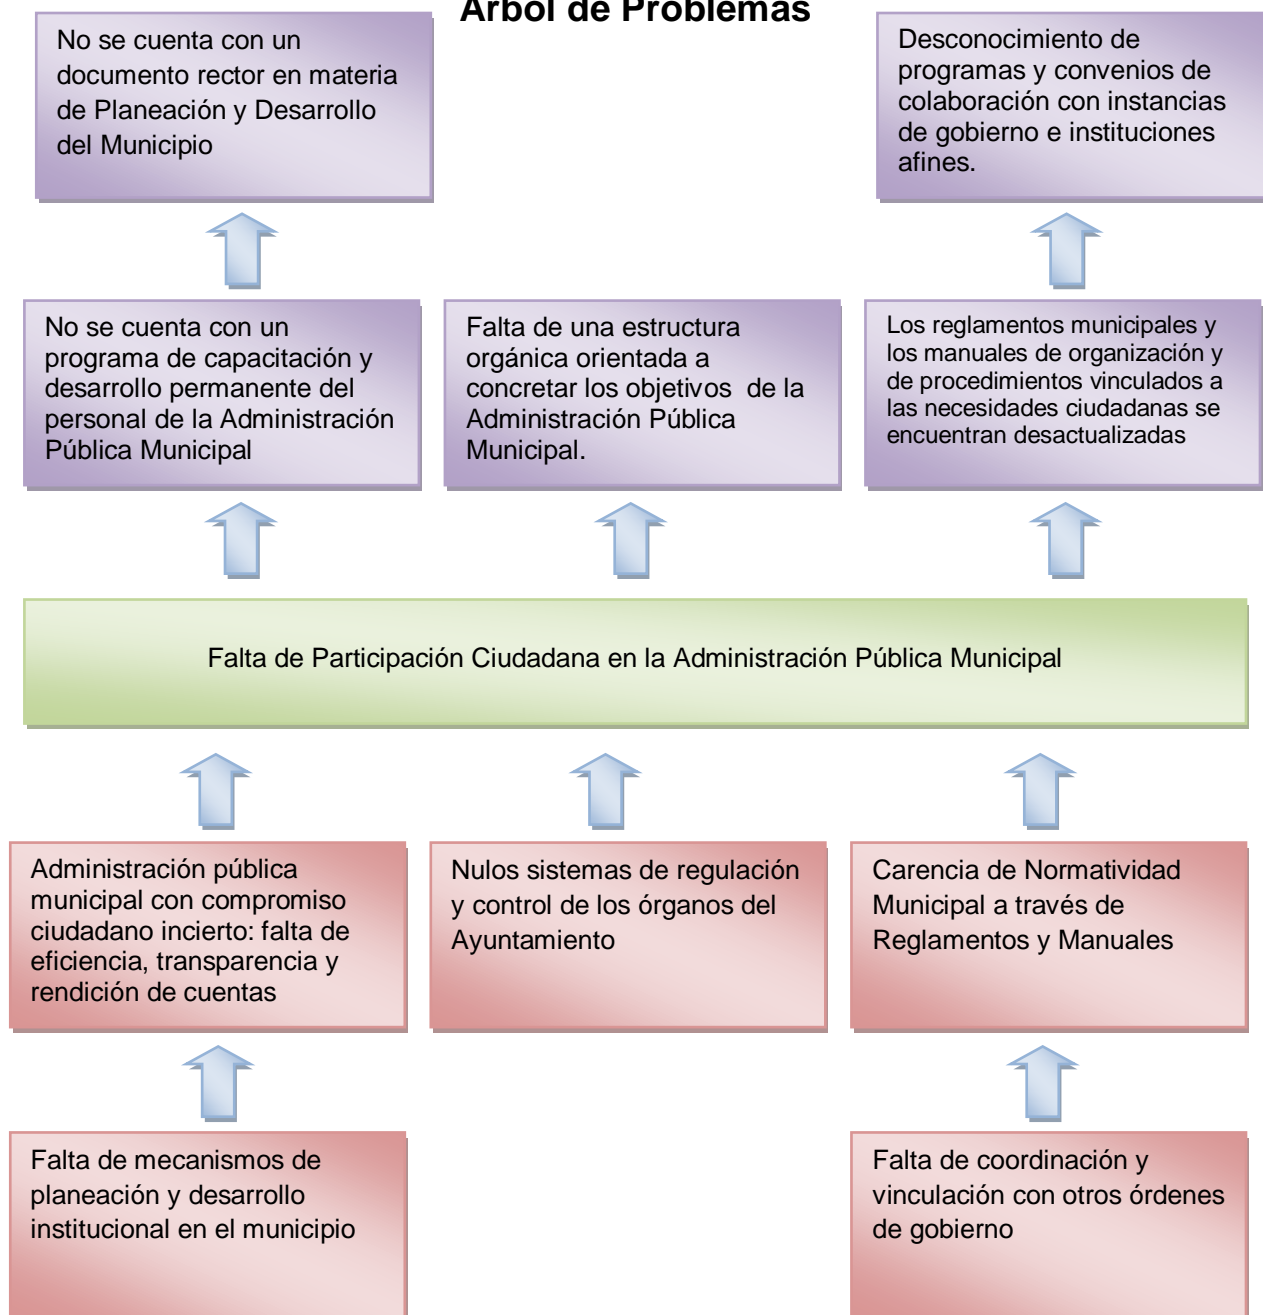 Árbol de Problemas
No se cuenta con un
documento rector en materia
de Planeación y Desarrollo
del Municipio
Desconocimiento de
programas y convenios de
colaboración con instancias
de gobierno e instituciones
afines.
No se cuenta con un
programa de capacitación y
desarrollo permanente del
personal de la Administración
Pública Municipal
Falta de una estructura
orgánica orientada a
concretar los objetivos  de la
Administración Pública
Municipal.
Los reglamentos municipales y
los manuales de organización y
de procedimientos vinculados a
las necesidades ciudadanas se
encuentran desactualizadas
Falta de Participación Ciudadana en la Administración Pública Municipal
Administración pública
municipal con compromiso
ciudadano incierto: falta de
eficiencia, transparencia y
rendición de cuentas
Nulos sistemas de regulación
y control de los órganos del
Ayuntamiento
Carencia de Normatividad
Municipal a través de
Reglamentos y Manuales
Falta de mecanismos de
planeación y desarrollo
institucional en el municipio
Falta de coordinación y
vinculación con otros órdenes
de gobierno